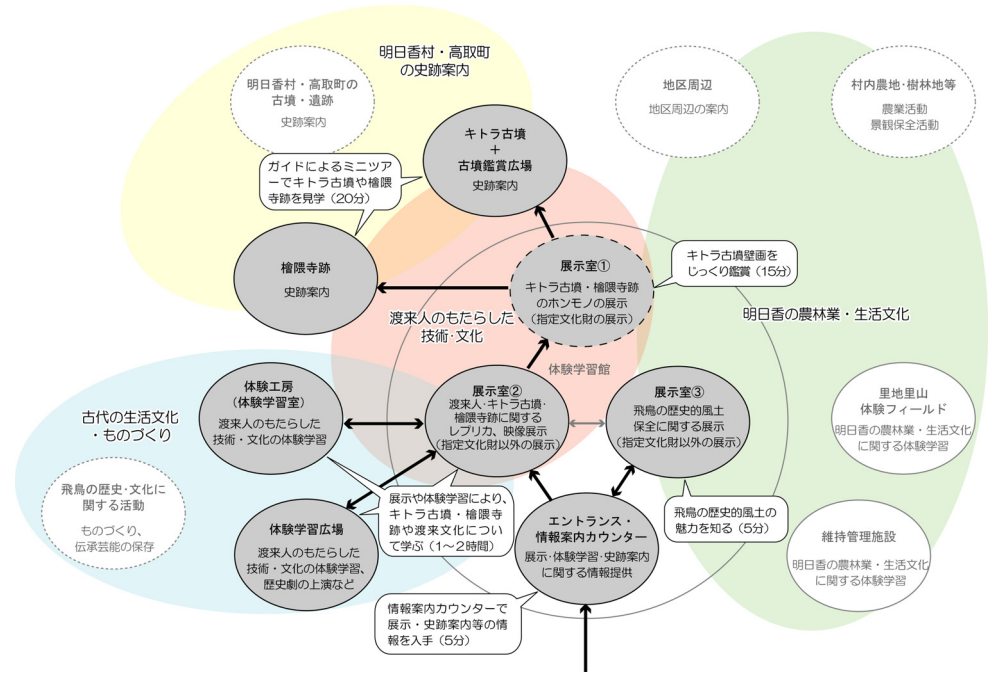 明日香村・高取町
の史跡案内
明日香村・高取町の
古墳・遺跡
史跡案内
キトラ古墳
+
古墳鑑賞広場
史跡案内
地区周辺
地区周辺の案内
村内農地・樹林地等
農業活動
景観保全活動
ガイドによるミニツア
ーでキトラ古墳や檜隈
寺跡を見学(20分)
檜隈寺跡
史跡案内
展示室①
キトラ古墳・檜隈寺跡
のホンモノの展示
(指定文化財の展示)
キトラ古墳壁画を
じっくり鑑賞(15分)
渡来人のもたらした
技術・文化
明日香の農林業・生活文化
体験学習館
古代の生活文化
・ものづくり
体験工房
(体験学習室)
渡来人のもたらした
技術・文化の体験学習
展示室②
渡来人・キトラ古墳・
檜隈寺跡に関する
レプリカ、映像展示
(指定文化財以外の展示)
展示室③
飛鳥の歴史的風土
保全に関する展示
(指定文化財以外の展示)
里地里山
体験フィールド
明日香の農林業・生活文化
に関する体験学習
飛鳥の歴史・文化に
関する活動
ものづくり、
伝承芸能の保存
体験学習広場
渡来人のもたらした
技術・文化の体験学習、
歴史劇の上演など
展示や体験学習により、
キトラ古墳・檜隈寺
跡や渡来文化につい
て学ぶ(1〜2時間)
エントランス・
情報案内カウンター
展示・体験学習・史跡案内
に関する情報提供
飛鳥の歴史的風土の
魅力を知る(5分)
維持管理施設
明日香の農林業・生活文化
に関する体験学習
情報案内カウンターで
展示・史跡案内等の情
報を入手(5分)